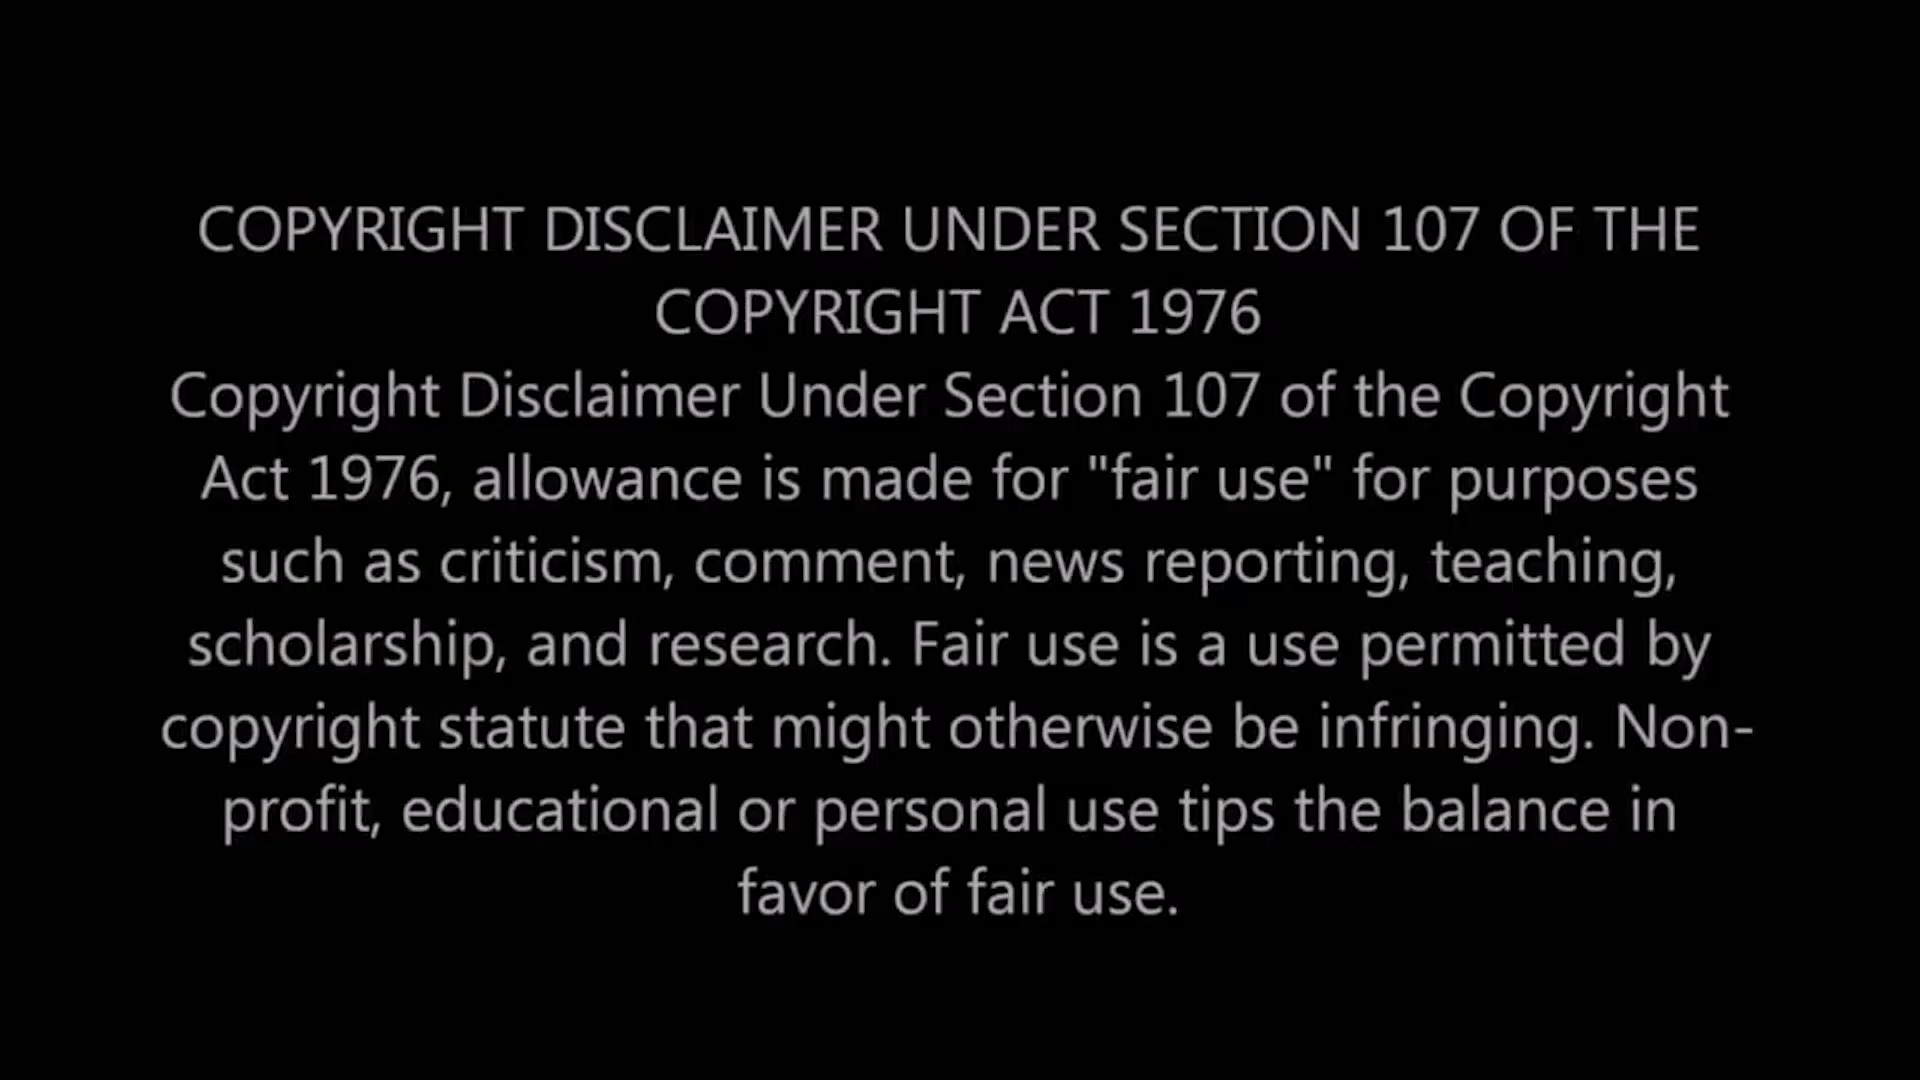 COPYRIGHT DISCLAIMER UNDER SECTION 107 OF THE
COPYRIGHT ACT 1976
Copyright Disclaimer Under Section 107 of the Copyright
Act 1976, allowance is made for "fair use" for purposes
such as criticism, comment, news reporting, teaching,
scholarship, and research. Fair use is a use permitted by
copyright statute that might otherwise be infringing. Non-
profit, educational or personal use tips the balance in
favor of fair use.